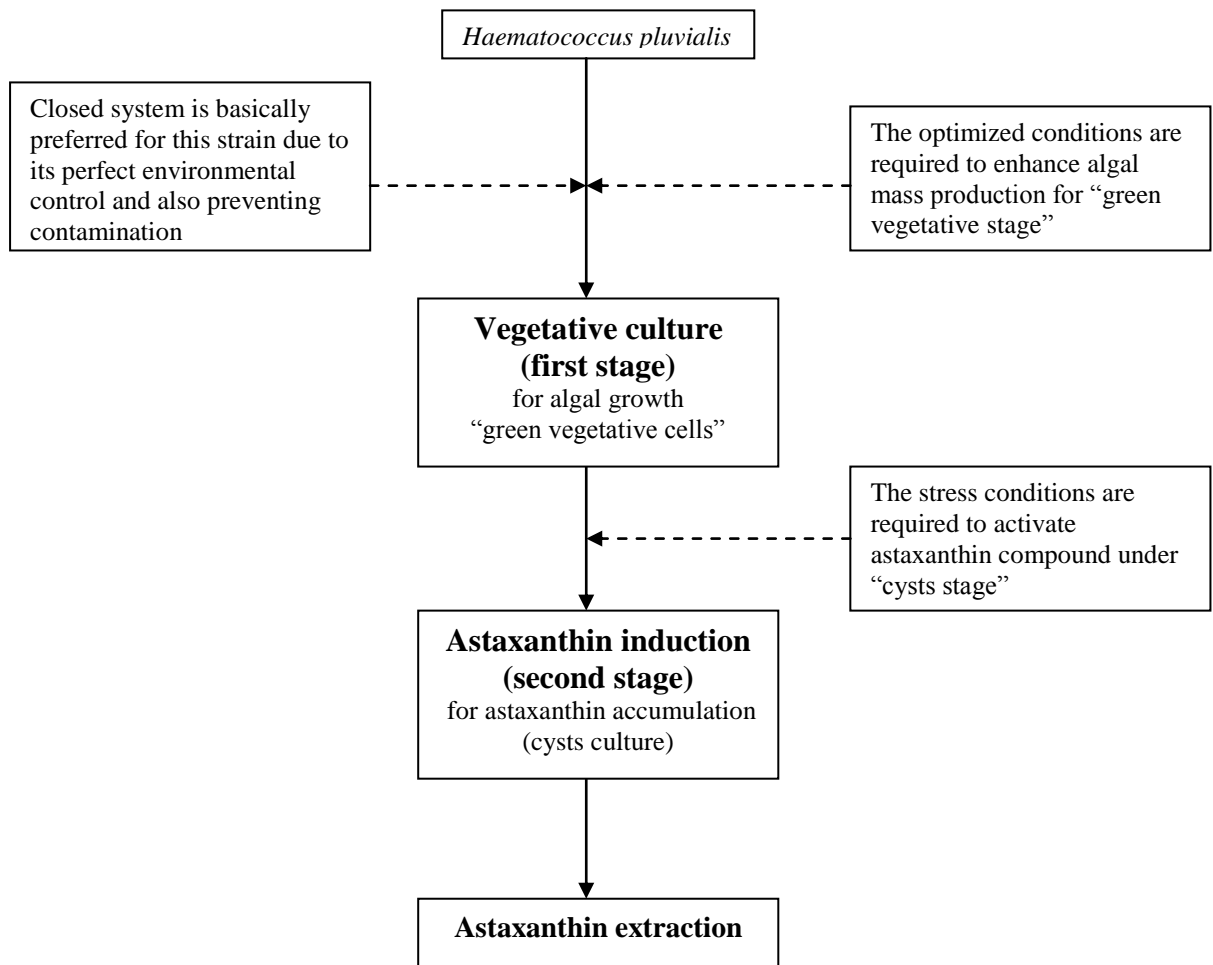 Haematococcus pluvialis
Closed system is basically
preferred for this strain due to
its perfect environmental
control and also preventing
contamination
The optimized conditions are
required to enhance algal
mass production for “green
vegetative stage”
Vegetative culture
(first stage)
for algal growth
“green vegetative cells”
The stress conditions are
required to activate
astaxanthin compound under
“cysts stage”
Astaxanthin induction
(second stage)
for astaxanthin accumulation
(cysts culture)
Astaxanthin extraction